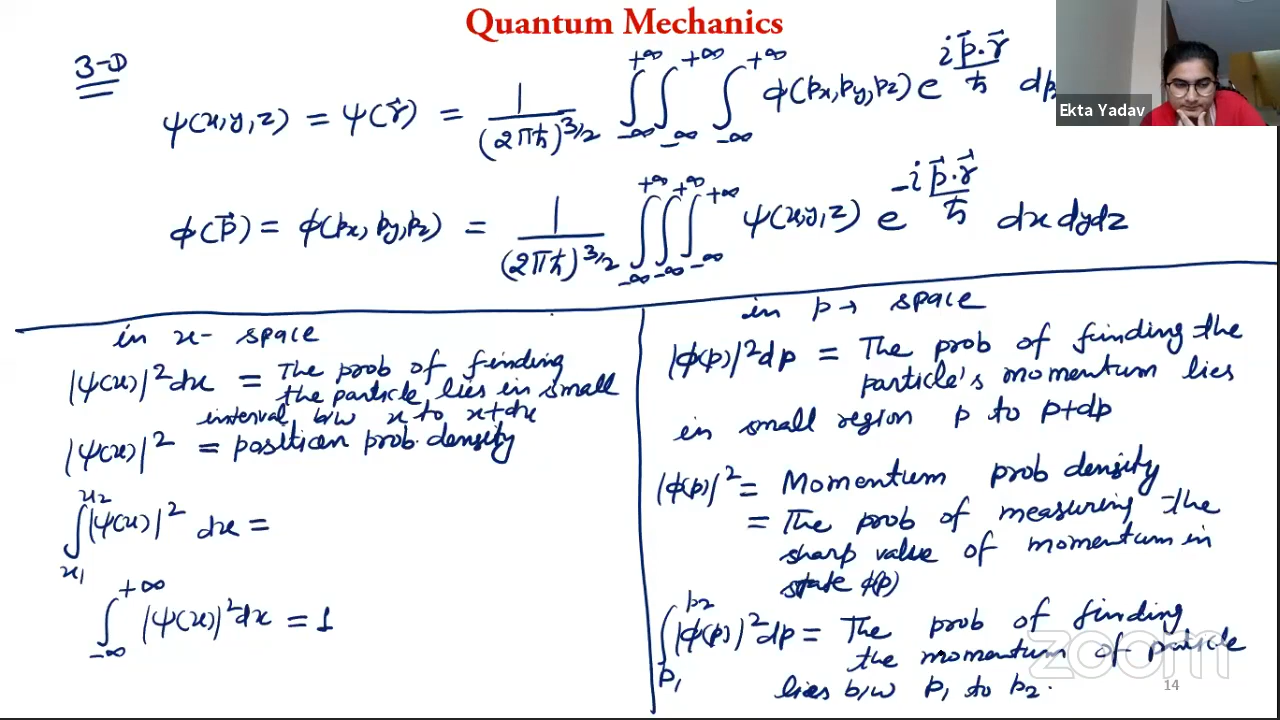 Quantum Mechanics
3-D
ψ(x,y,z) = ψ(r⃗) = 1/(2πħ)^3/2 ∫_-∞^+∞ ∫_-∞^+∞ ∫_-∞^+∞ ϕ(px,py,pz) e^(i p⃗.r⃗/ħ)
Ekta Yadav
ϕ(p⃗) = ϕ(px, py, pz) = 1/(2πħ)^3/2 ∫_-∞^+∞ ∫_-∞^+∞ ∫_-∞^+∞ ψ(x,y,z) e^(-i p⃗.r⃗/ħ) dx dy dz
in x- space
|ψ(x)|² dx = The prob of finding
the particle lies in small
interval b/w x to x+dx
|ψ(x)|² = position prob. density
∫_x1^x2 |ψ(x)|² dx =
∫_-∞^+∞ |ψ(x)|² dx = 1
in p → space
|ϕ(p)|² dp = The prob of finding the
particle's momentum lies
in small region p to p+dp
|ϕ(p)|² = Momentum prob density
= The prob of measuring the
sharp value of momentum in
state ϕ(p)
∫_p1^p2 |ϕ(p)|² dp = The prob of finding
the momentum of particle
lies b/w p1 to p2.
zoom
14